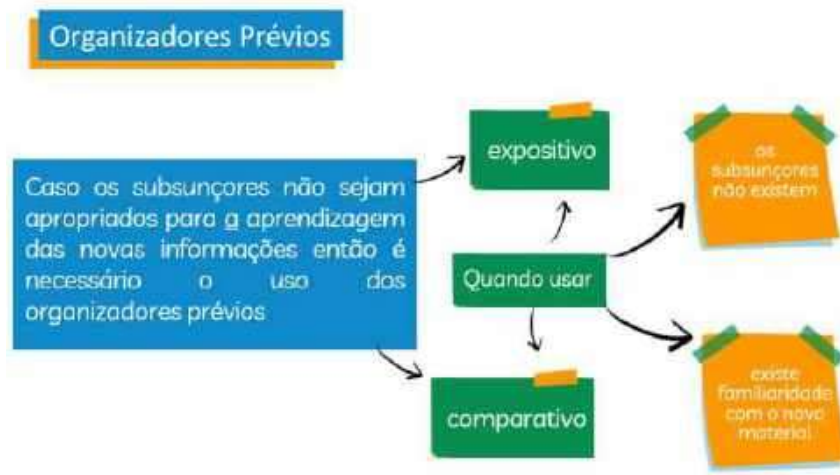 Organizadores Prévios
Caso os subsunçores não sejam
apropriados para a aprendizagem
das novas informações então é
necessário o uso dos
organizadores prévios
expositivo
Quando usar
comparativo
os
subsunçores
não existem
existe
familiaridade
com o novo
material